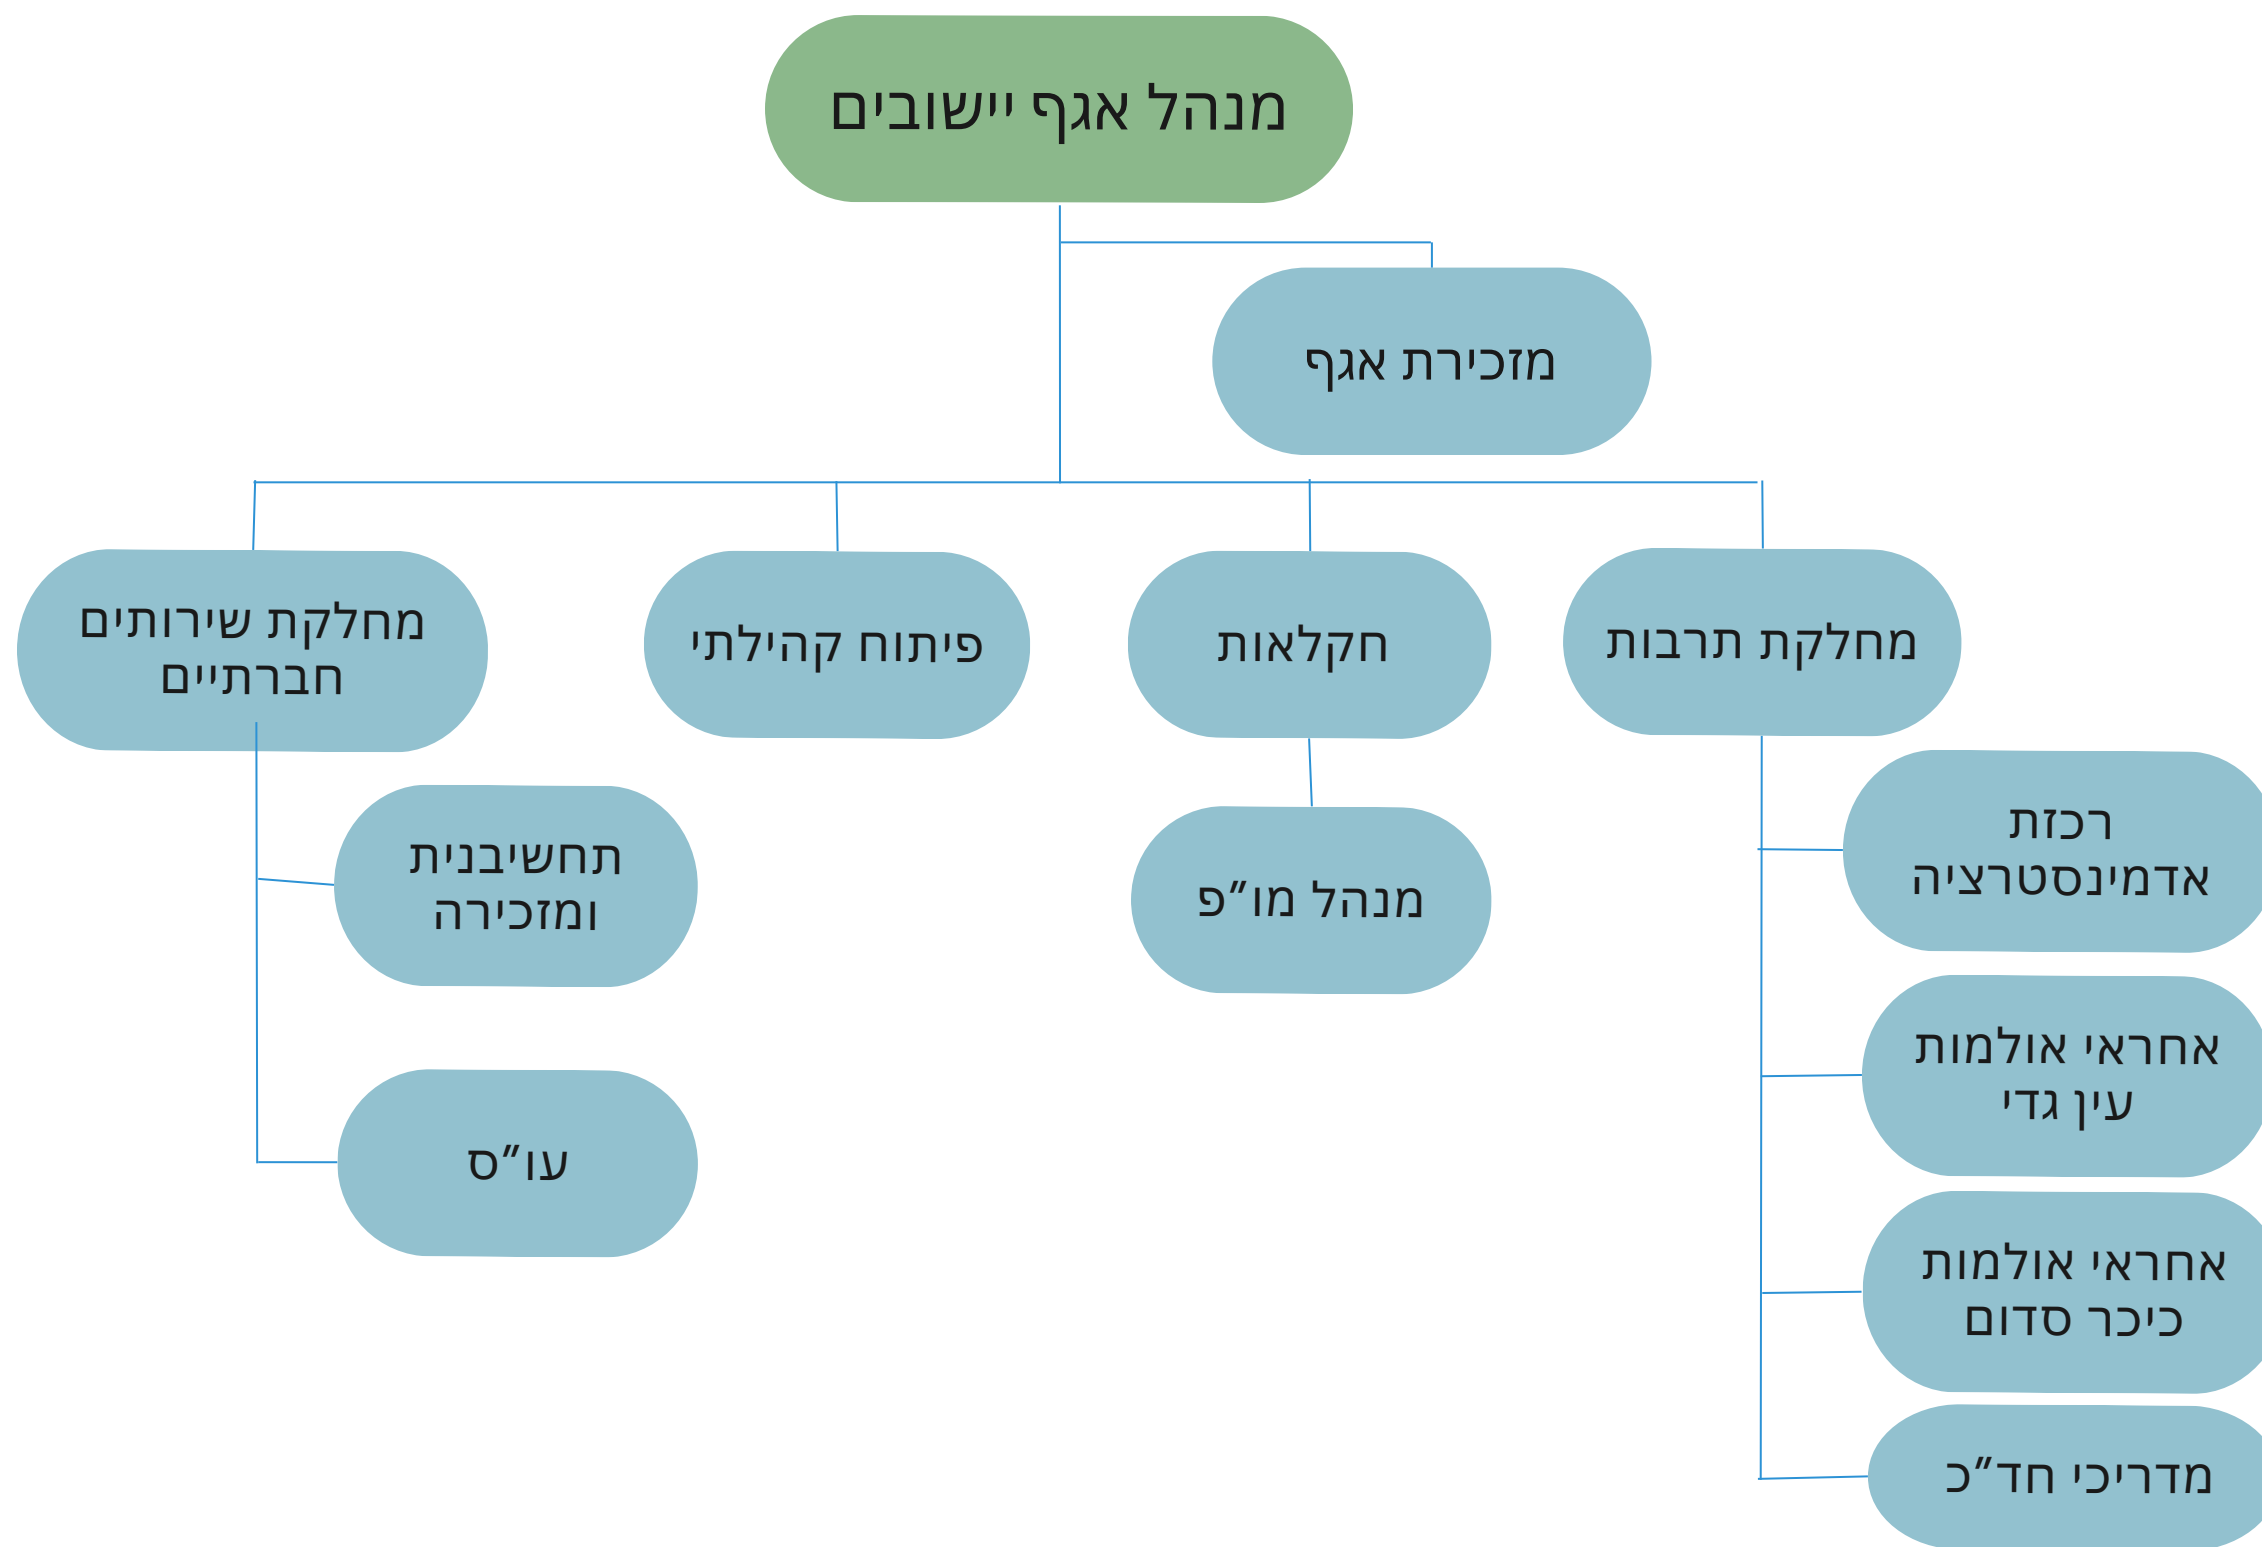 מנהל אגף יישובים
מזכירת אגף
מחלקת תרבות
חקלאות
פיתוח קהילתי
מחלקת שירותים
חברתיים
רכזת
אדמינסטרציה
אחראי אולמות
עין גדי
אחראי אולמות
כיכר סדום
מדריכי חד״כ
מנהל מו״פ
תחשיבנית
ומזכירה
עו״ס